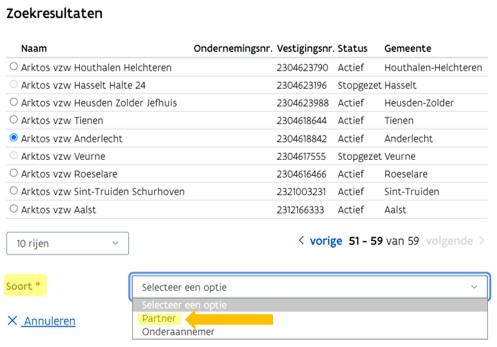 Zoekresultaten
Naam Ondernemingsnr. Vestigingsnr. Status Gemeente
Arktos vzw Houthalen Helchteren 2304623790 Actief Houthalen-Helchteren
Arktos vzw Hasselt Halte 24 2304623196 Stopgezet Hasselt
Arktos vzw Heusden Zolder Jefhuis 2304623988 Actief Heusden-Zolder
Arktos vzw Tienen 2304618644 Actief Tienen
Arktos vzw Anderlecht 2304618842 Actief Anderlecht
Arktos vzw Veurne 2304617555 Stopgezet Veurne
Arktos vzw Roeselare 2304616466 Actief Roeselare
Arktos vzw Sint-Truiden Schurhoven 2321003231 Actief Sint-Truiden
Arktos vzw Aalst 2312166333 Actief Aalst
10 rijen vorige 51 - 59 van 59 volgende
Soort * Selecteer een optie
Selecteer een optie
Partner
Onderaannemer
Annuleren